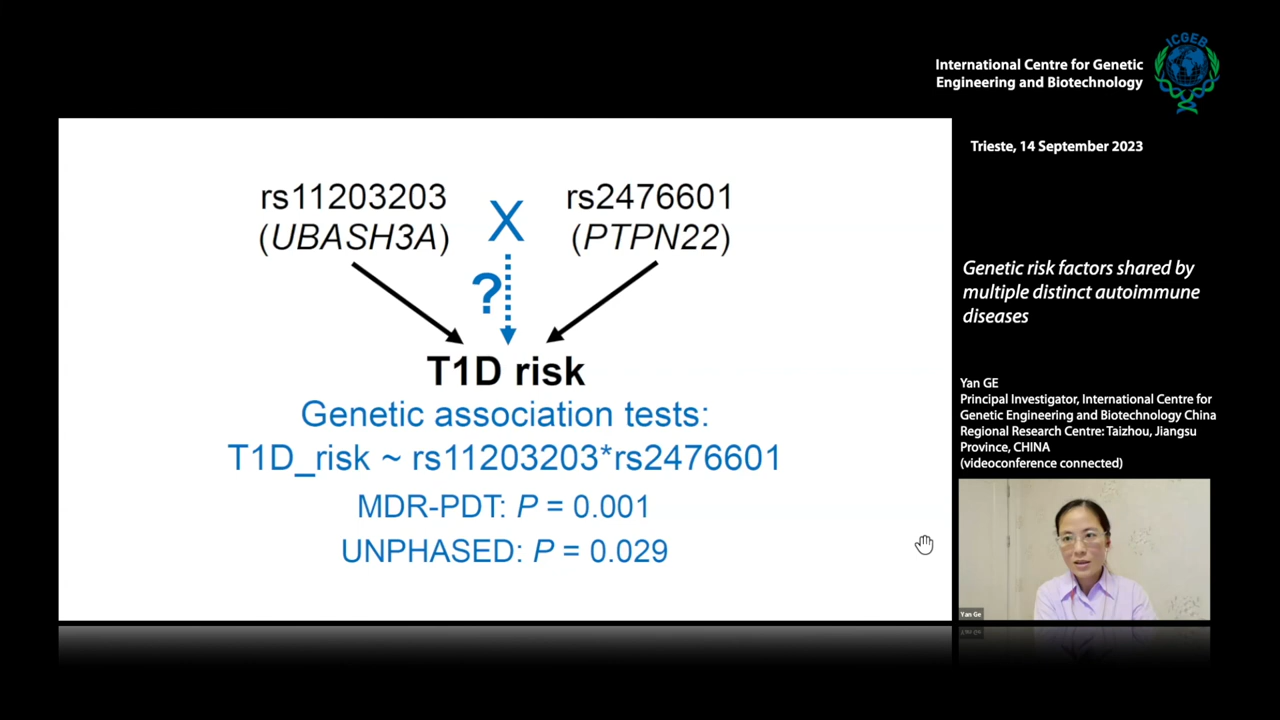 ICGEB
International Centre for Genetic
Engineering and Biotechnology
Trieste, 14 September 2023
rs11203203 X rs2476601
(UBASH3A) (PTPN22)
?
T1D risk
Genetic association tests:
T1D_risk ~ rs11203203*rs2476601
MDR-PDT: P = 0.001
UNPHASED: P = 0.029
Genetic risk factors shared by
multiple distinct autoimmune
diseases
Yan GE
Principal Investigator, International Centre for
Genetic Engineering and Biotechnology China
Regional Research Centre: Taizhou, Jiangsu
Province, CHINA
(videoconference connected)
Yan Ge